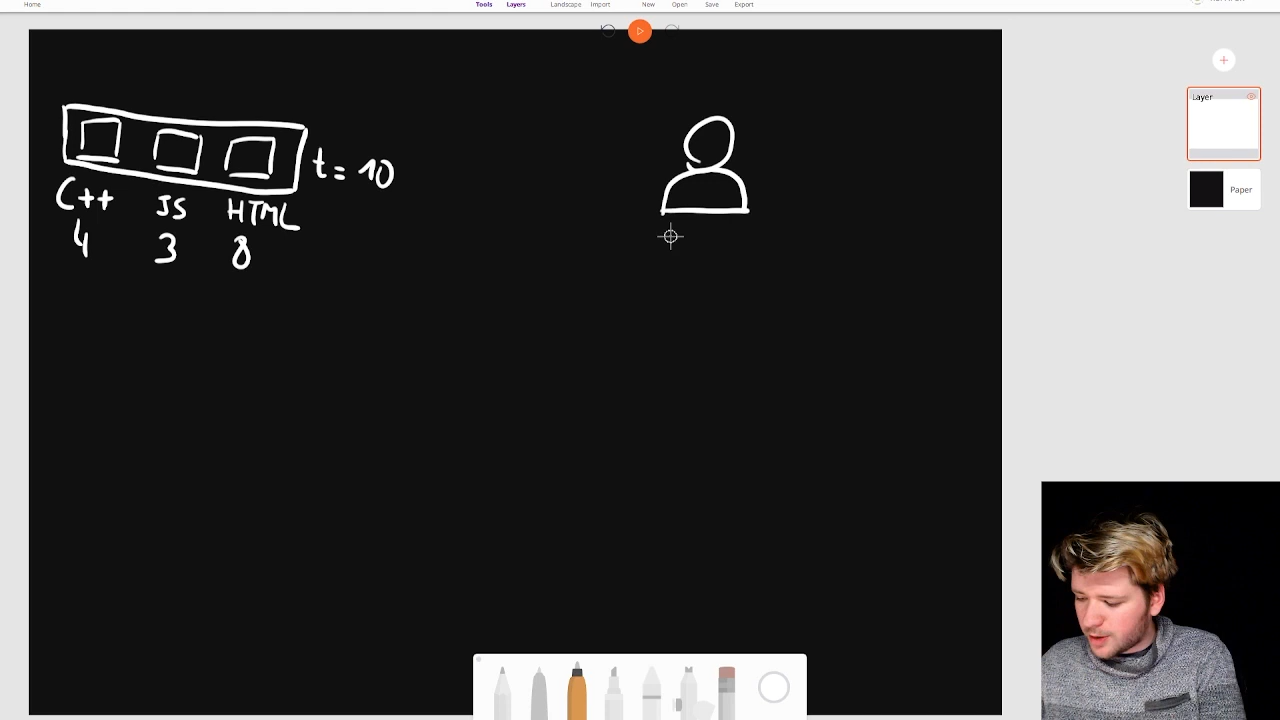 Home Tools Layers Landscape Import New Open Save Export
Layer
Paper
t = 10
C++ JS HTML
4 3 8